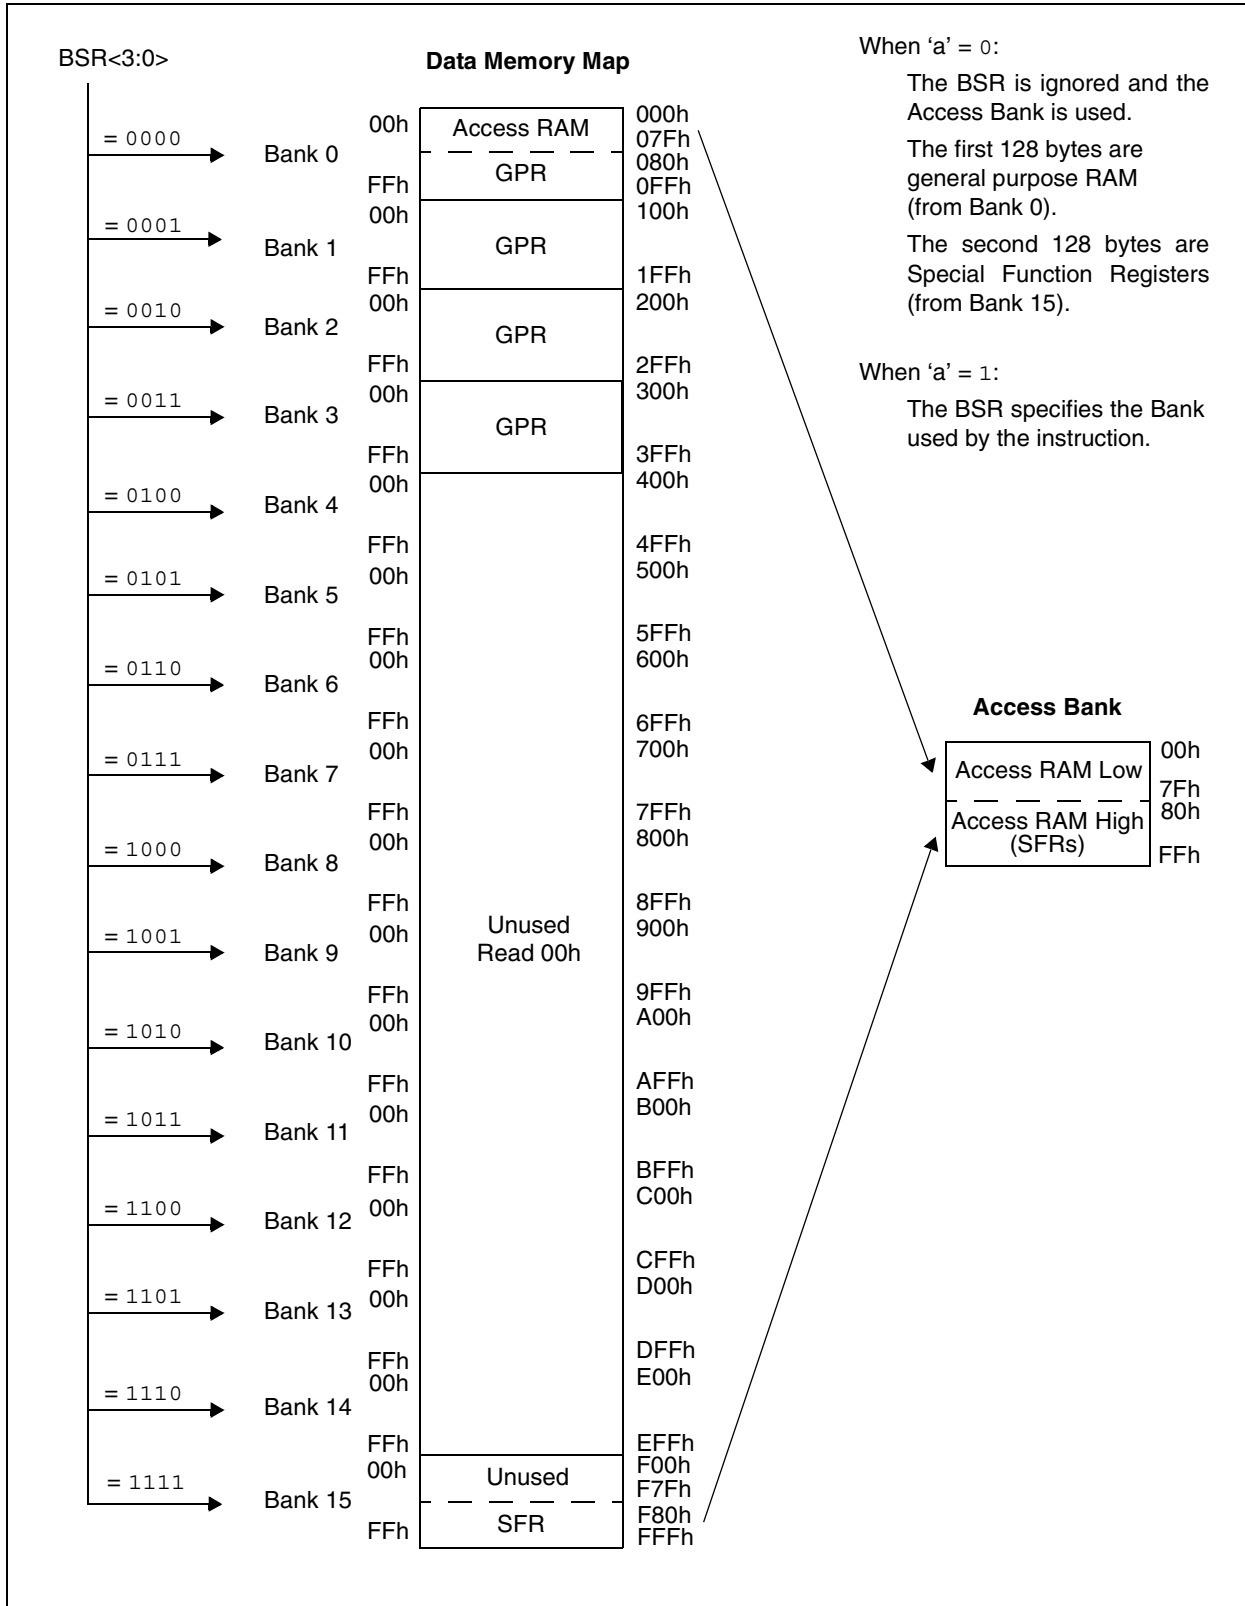 BSR<3:0>
Data Memory Map
When ‘a’ = 0:
The BSR is ignored and the
Access Bank is used.
The first 128 bytes are
general purpose RAM
(from Bank 0).
The second 128 bytes are
Special Function Registers
(from Bank 15).
When ‘a’ = 1:
The BSR specifies the Bank
used by the instruction.
= 0000
Bank 0
00h
FFh
Access RAM
GPR
000h
07Fh
080h
0FFh
= 0001
Bank 1
00h
FFh
GPR
100h
1FFh
= 0010
Bank 2
00h
FFh
GPR
200h
2FFh
= 0011
Bank 3
00h
FFh
GPR
300h
3FFh
= 0100
Bank 4
00h
FFh
400h
4FFh
= 0101
Bank 5
00h
FFh
500h
5FFh
= 0110
Bank 6
00h
FFh
600h
6FFh
= 0111
Bank 7
00h
FFh
700h
7FFh
= 1000
Bank 8
00h
FFh
800h
8FFh
= 1001
Bank 9
00h
FFh
Unused
Read 00h
900h
9FFh
= 1010
Bank 10
00h
FFh
A00h
AFFh
= 1011
Bank 11
00h
FFh
B00h
BFFh
= 1100
Bank 12
00h
FFh
C00h
CFFh
= 1101
Bank 13
00h
FFh
D00h
DFFh
= 1110
Bank 14
00h
FFh
E00h
EFFh
= 1111
Bank 15
00h
FFh
Unused
SFR
F00h
F7Fh
F80h
FFFh
Access Bank
Access RAM Low
Access RAM High
(SFRs)
00h
7Fh
80h
FFh